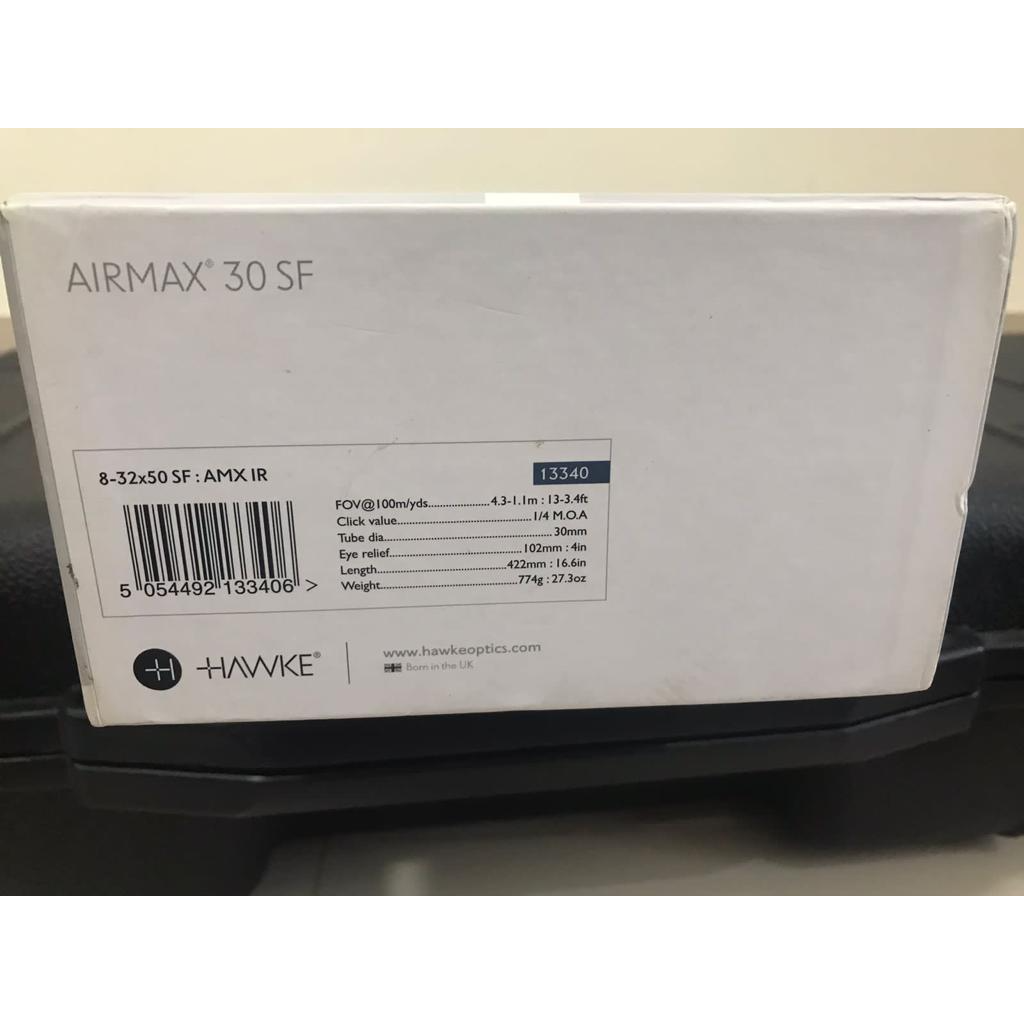 AIRMAX® 30 SF
8-32x50 SF : AMX IR
13340
FOV@100m/yds.....................4.3-1.1m : 13-3.4ft
Click value..............................................1/4 M.O.A
Tube dia..........................................................30mm
Eye relief.............................................102mm : 4in
Length............................................422mm : 16.6in
Weight...............................................774g : 27.3oz
5 054492 133406 >
H HAWKE®
www.hawkeoptics.com
Born in the UK